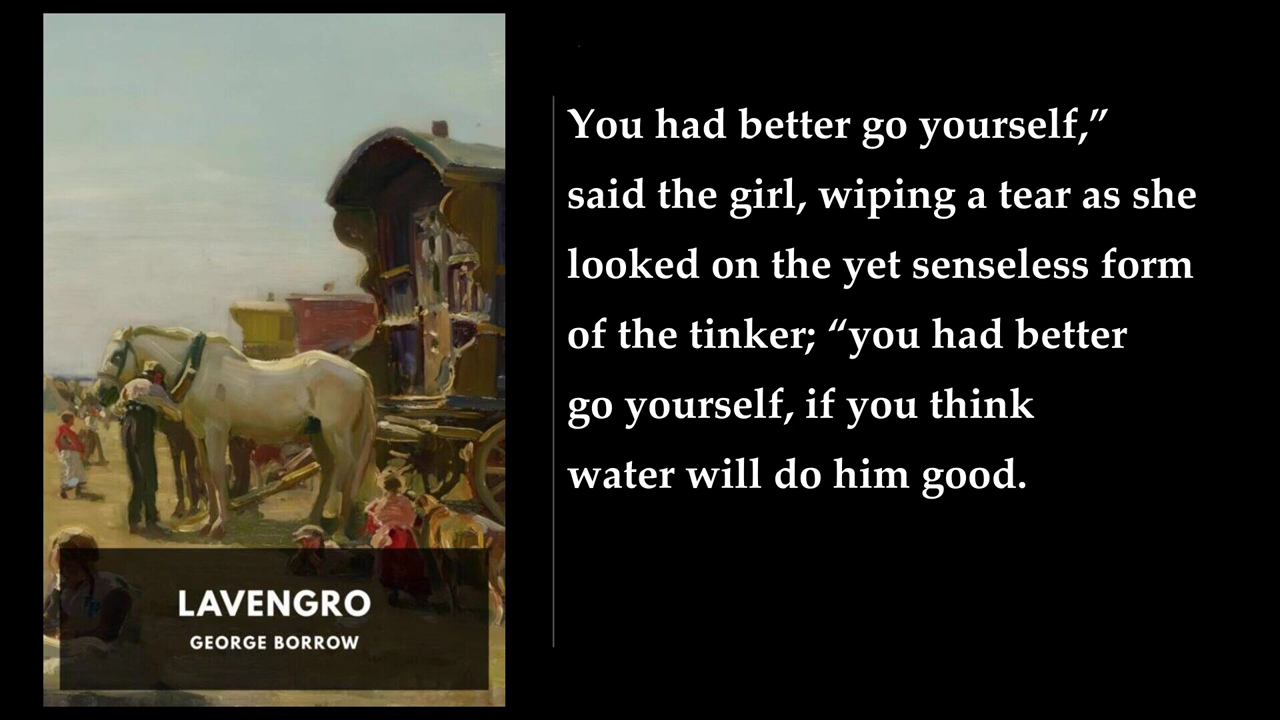 LAVENGRO
GEORGE BORROW
You had better go yourself,”
said the girl, wiping a tear as she
looked on the yet senseless form
of the tinker; “you had better
go yourself, if you think
water will do him good.